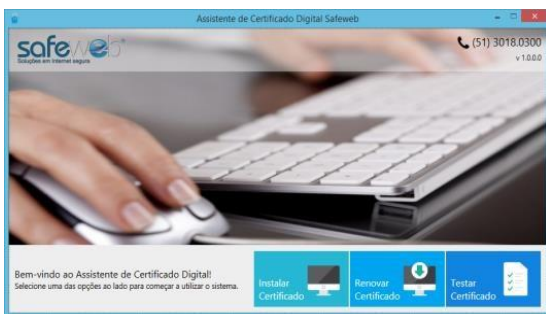 Assistente de Certificado Digital Safeweb
safeweb
Soluções em Internet segura
(51) 3018.0300
v 1.0.0.0
Bem-vindo ao Assistente de Certificado Digital!
Selecione uma das opções ao lado para começar a utilizar o sistema.
Instalar
Certificado
Renovar
Certificado
Testar
Certificado